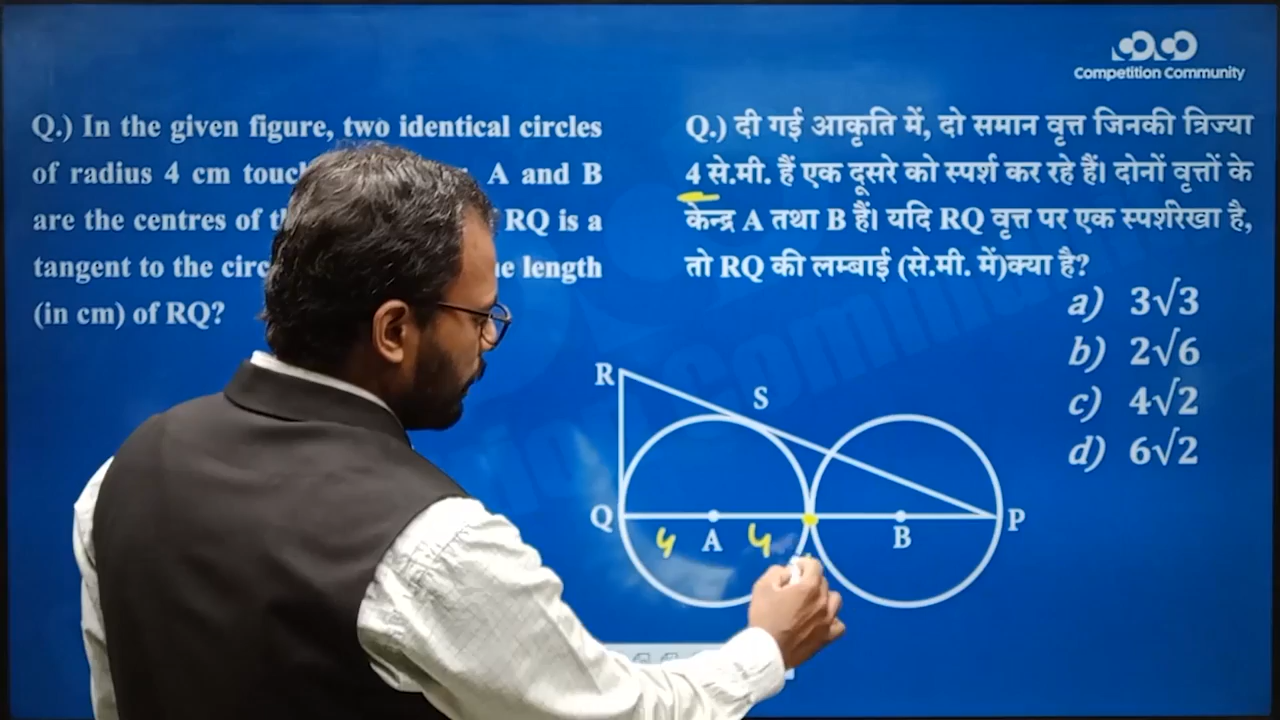 Competition Community
Q.) In the given figure, two identical circles
of radius 4 cm A and B
are the centres of RQ is a
tangent to the length
(in cm) of RQ?
Q.) दी गई आकृति में, दो समान वृत्त जिनकी त्रिज्या
4 से.मी. हैं एक दूसरे को स्पर्श कर रहे हैं। दोनों वृत्तों के
केन्द्र A तथा B हैं। यदि RQ वृत्त पर एक स्पर्शरेखा है,
तो RQ की लम्बाई (से.मी. में)क्या है?
a) 3√3
b) 2√6
c) 4√2
d) 6√2
R
S
Q
A
B
P
4
4